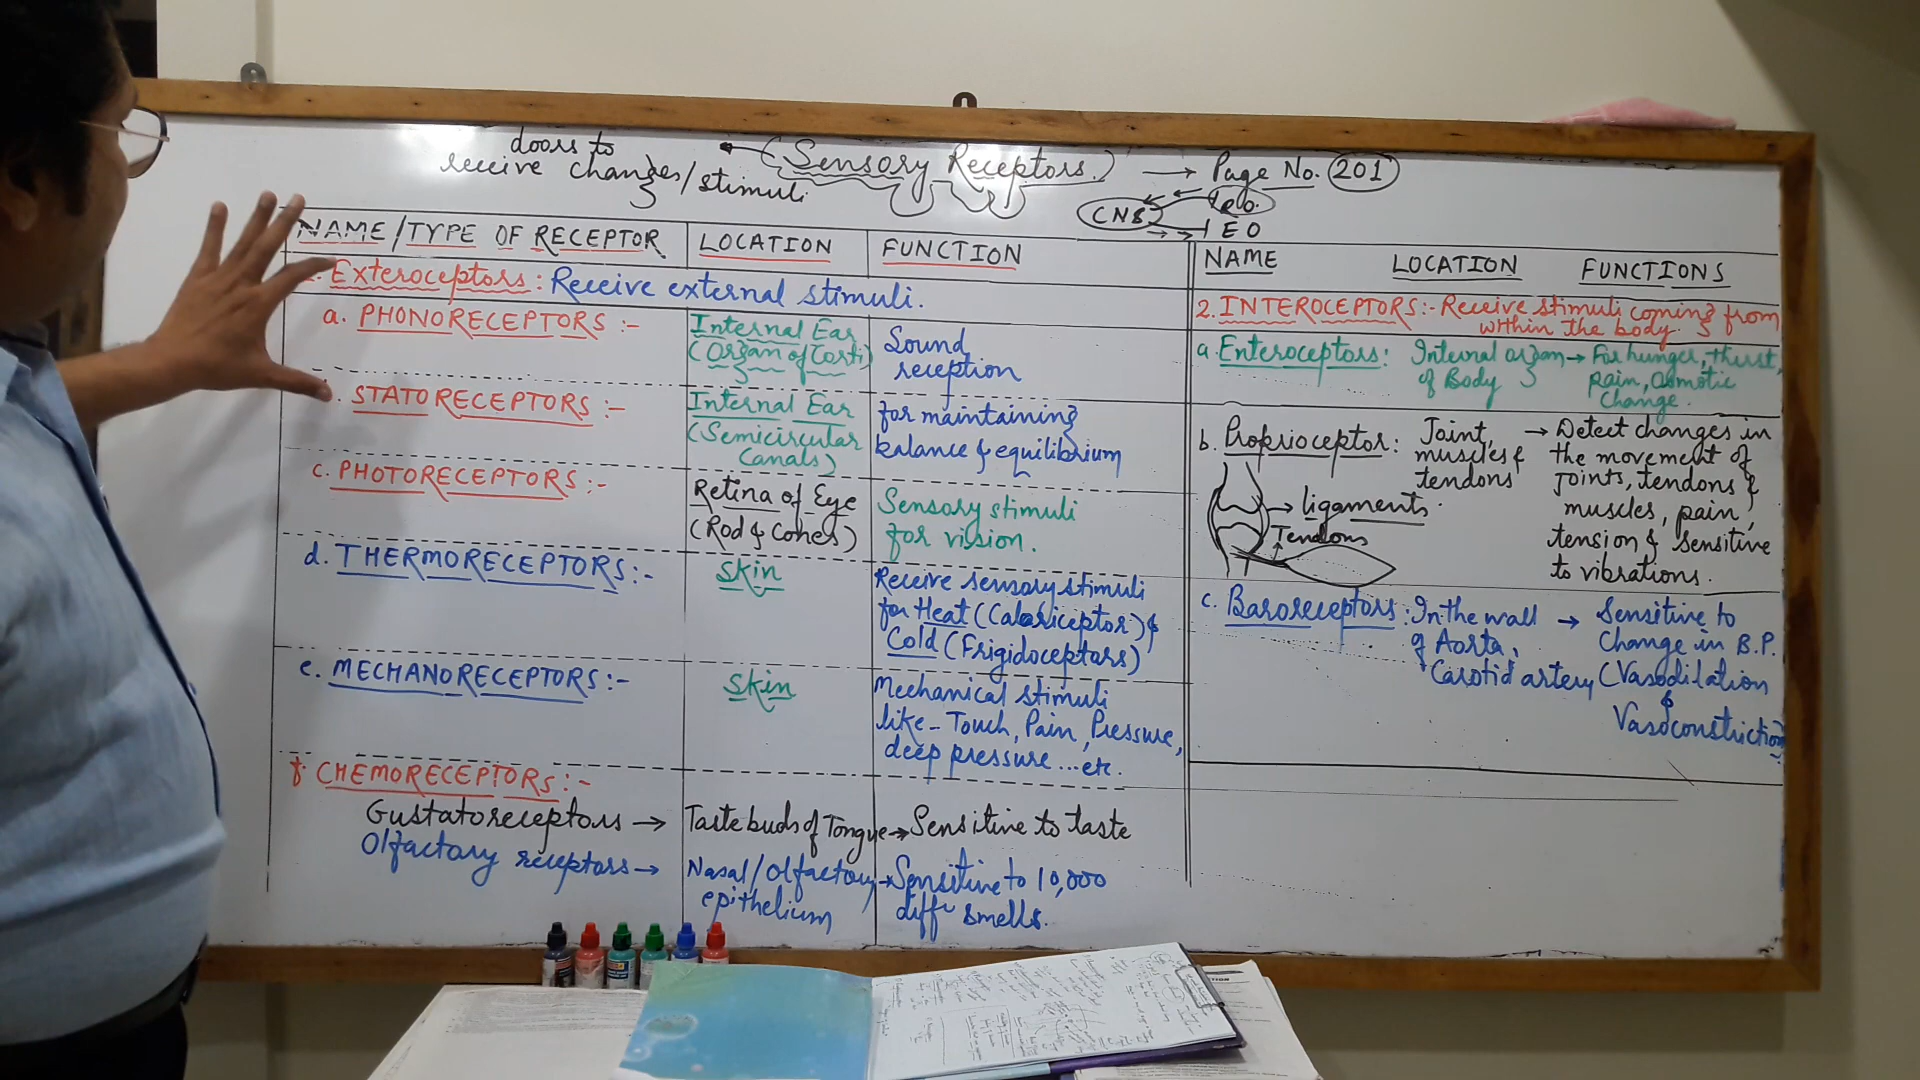 doors to
receive changes/stimuli
(Sensory Receptors.)
Page No. 201
CNS
E O
NAME/TYPE OF RECEPTOR
LOCATION
FUNCTION
Exteroceptors: Receive external stimuli.
a. PHONORECEPTORS :-
Internal Ear
(Organ of Corti)
Sound
reception
STATORECEPTORS :-
Internal Ear
(Semicircular
Canals)
for maintaining
balance & equilibrium
c. PHOTORECEPTORS :-
Retina of Eye
(Rod & Cones)
Sensory stimuli
for vission.
d. THERMORECEPTORS:-
Skin
Receive sensory stimuli
for Heat (Caloriceptor) &
Cold (Frigidoceptors)
e. MECHANORECEPTORS:-
Skin
Mechanical stimuli
like - Touch, Pain, Pressure,
deep pressure ...etc.
f CHEMORECEPTORS:-
Gustatoreceptors → Taste buds of Tongue → Sensitive to taste
Olfactory receptors → Nasal/Olfactory → Sensitive to 10,000
epithelium diffr smells.
NAME
LOCATION
FUNCTIONS
2. INTEROCEPTORS:- Receive stimuli coming from
within the body.
a. Enteroceptors: Internal organ → For hunger, thirst,
of Body pain, osmotic
change.
b. Proprioceptor: Joint, → Detect changes in
muscles & the movement of
tendons joints, tendons &
→ ligaments. muscles, pain,
Tendons tension & sensitive
to vibrations.
c. Baroreceptors: In the wall → Sensitive to
of Aorta, Change in B.P.
Carotid artery (Vasodilation
&
Vasoconstriction